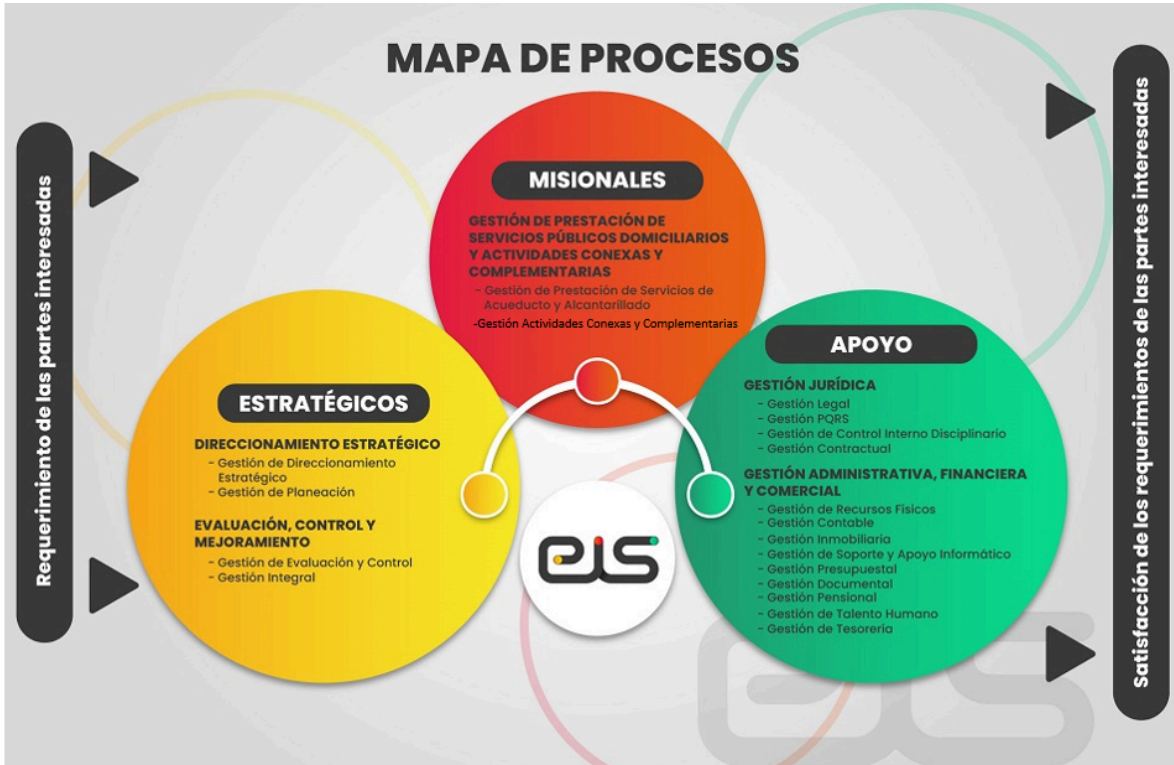 MAPA DE PROCESOS
Requerimiento de las partes interesadas
MISIONALES
GESTIÓN DE PRESTACIÓN DE
SERVICIOS PÚBLICOS DOMICILIARIOS
Y ACTIVIDADES CONEXAS Y
COMPLEMENTARIAS
- Gestión de Prestación de Servicios de
Acueducto y Alcantarillado
-Gestión Actividades Conexas y Complementarias
ESTRATÉGICOS
DIRECCIONAMIENTO ESTRATÉGICO
- Gestión de Direccionamiento
Estratégico
- Gestión de Planeación
EVALUACIÓN, CONTROL Y
MEJORAMIENTO
- Gestión de Evaluación y Control
- Gestión Integral
APOYO
GESTIÓN JURÍDICA
- Gestión Legal
- Gestión PQRS
- Gestión de Control Interno Disciplinario
- Gestión Contractual
GESTIÓN ADMINISTRATIVA, FINANCIERA
Y COMERCIAL
- Gestión de Recursos Físicos
- Gestión Contable
- Gestión Inmobiliaria
- Gestión de Soporte y Apoyo Informático
- Gestión Presupuestal
- Gestión Documental
- Gestión Pensional
- Gestión de Talento Humano
- Gestión de Tesorería
eis
eis
Satisfacción de los requerimientos de las partes interesadas